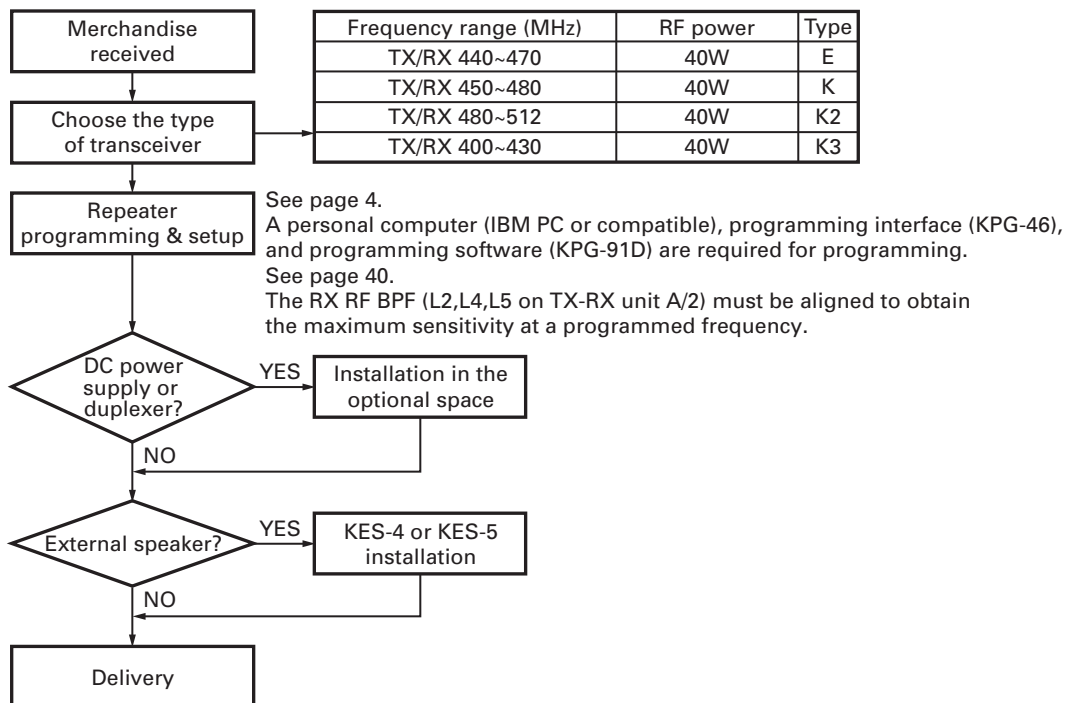 Merchandise
received
Choose the type
of transceiver
Frequency range (MHz) RF power Type
TX/RX 440~470 40W E
TX/RX 450~480 40W K
TX/RX 480~512 40W K2
TX/RX 400~430 40W K3
Repeater
programming & setup
See page 4.
A personal computer (IBM PC or compatible), programming interface (KPG-46),
and programming software (KPG-91D) are required for programming.
See page 40.
The RX RF BPF (L2,L4,L5 on TX-RX unit A/2) must be aligned to obtain
the maximum sensitivity at a programmed frequency.
DC power
supply or
duplexer?
YES
Installation in the
optional space
NO
External speaker?
YES
KES-4 or KES-5
installation
NO
Delivery